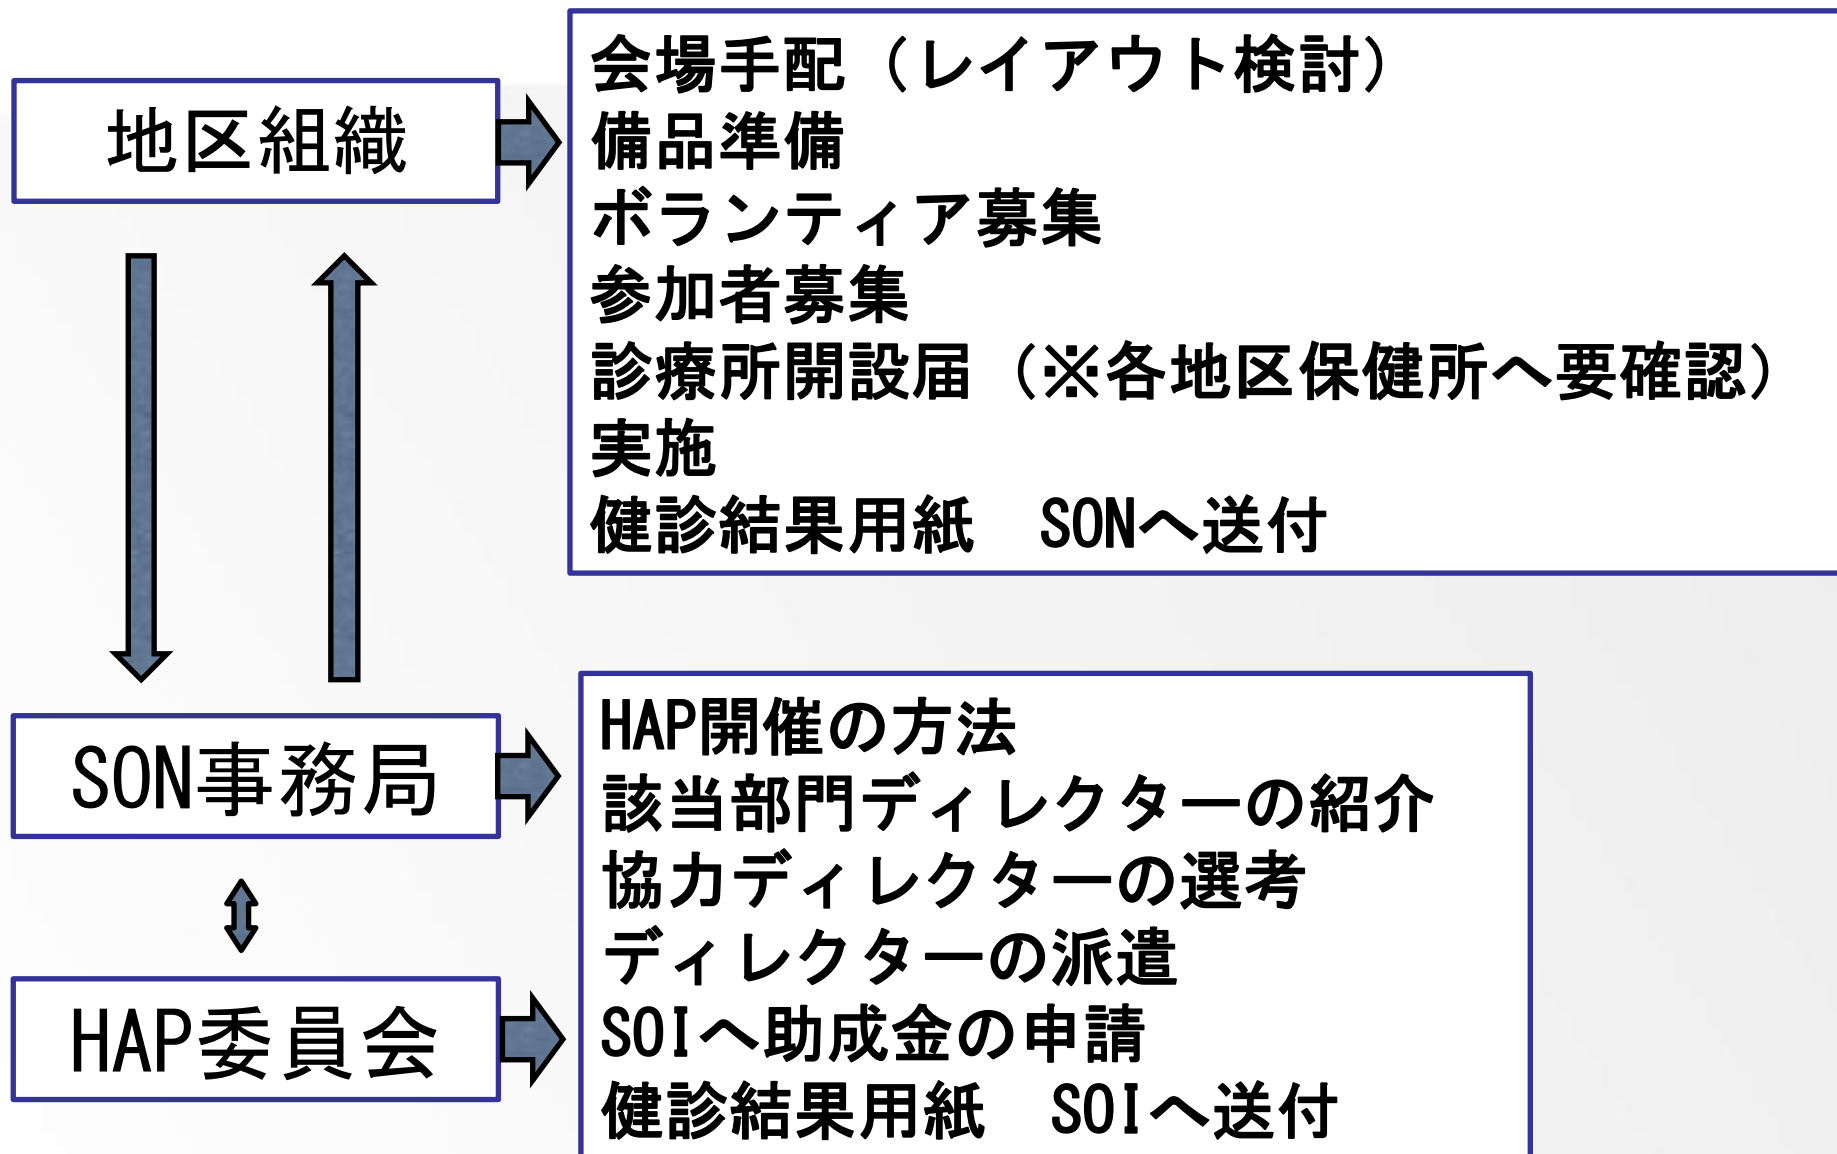 地区組織
会場手配（レイアウト検討）
備品準備
ボランティア募集
参加者募集
診療所開設届（※各地区保健所へ要確認）
実施
健診結果用紙　SONへ送付
SON事務局
HAP委員会
HAP開催の方法
該当部門ディレクターの紹介
協力ディレクターの選考
ディレクターの派遣
SOIへ助成金の申請
健診結果用紙　SOIへ送付